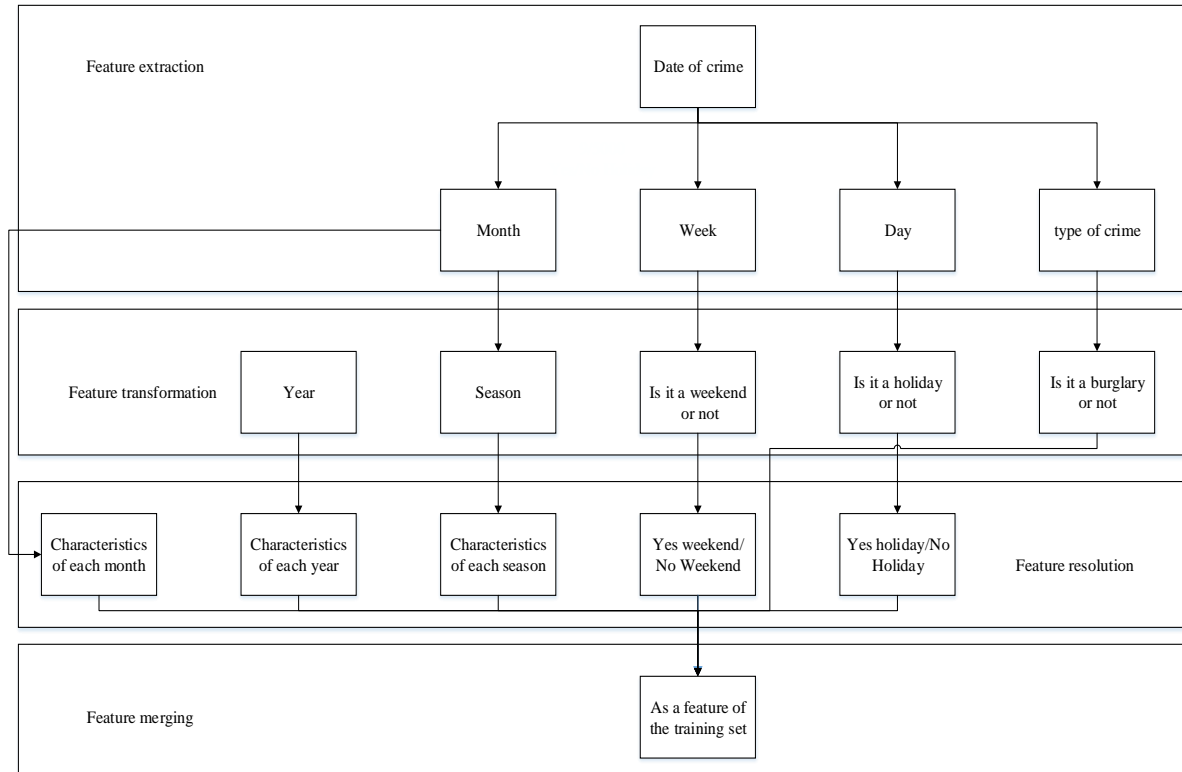 Feature extraction
Date of crime
Month
Week
Day
type of crime
Feature transformation
Year
Season
Is it a weekend
or not
Is it a holiday
or not
Is it a burglary
or not
Characteristics
of each month
Characteristics
of each year
Characteristics
of each season
Yes weekend/
No Weekend
Yes holiday/No
Holiday
Feature resolution
Feature merging
As a feature of
the training set